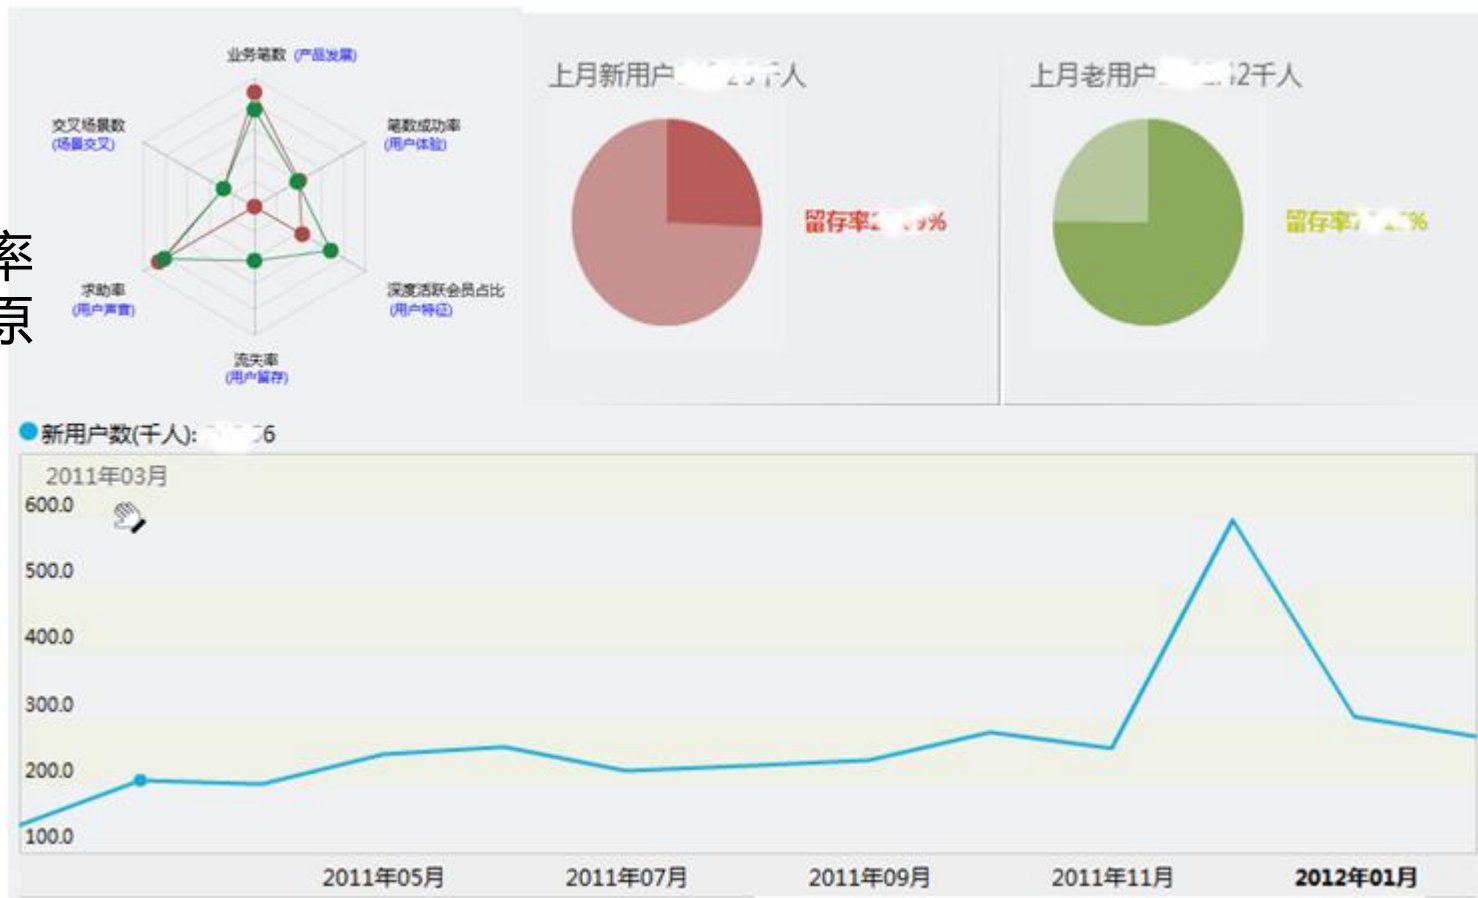 业务笔数 (产品发展)
交叉场景数
(场景交叉)
笔数成功率
(用户体验)
求助率
(用户声音)
深度活跃会员占比
(用户特征)
流失率
(用户留存)
率
原
上月新用户 千人
留存率 9%
上月老用户 42千人
留存率7 %
新用户数(千人): 6
2011年03月
600.0
500.0
400.0
300.0
200.0
100.0
2011年05月 2011年07月 2011年09月 2011年11月 2012年01月